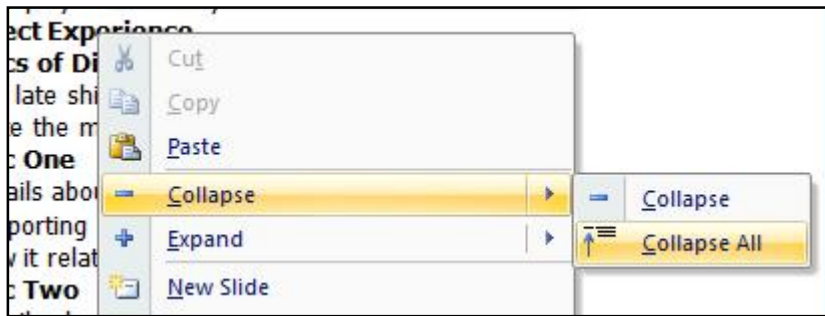 ect Experience
cs of Di
late shi
e the m
c One
ails abou
porting
w it relat
c Two
Cut
Copy
Paste
Collapse
Expand
New Slide
Collapse
Collapse All